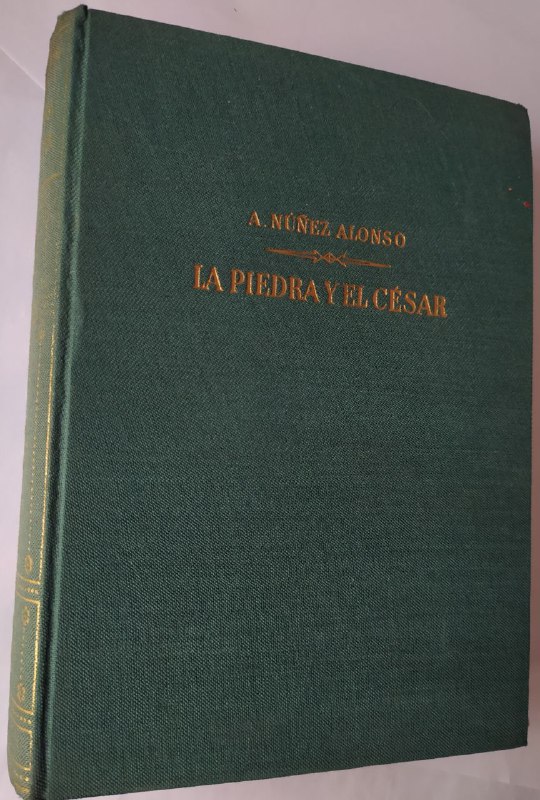 A. NÚÑEZ ALONSO
LA PIEDRA Y EL CÉSAR